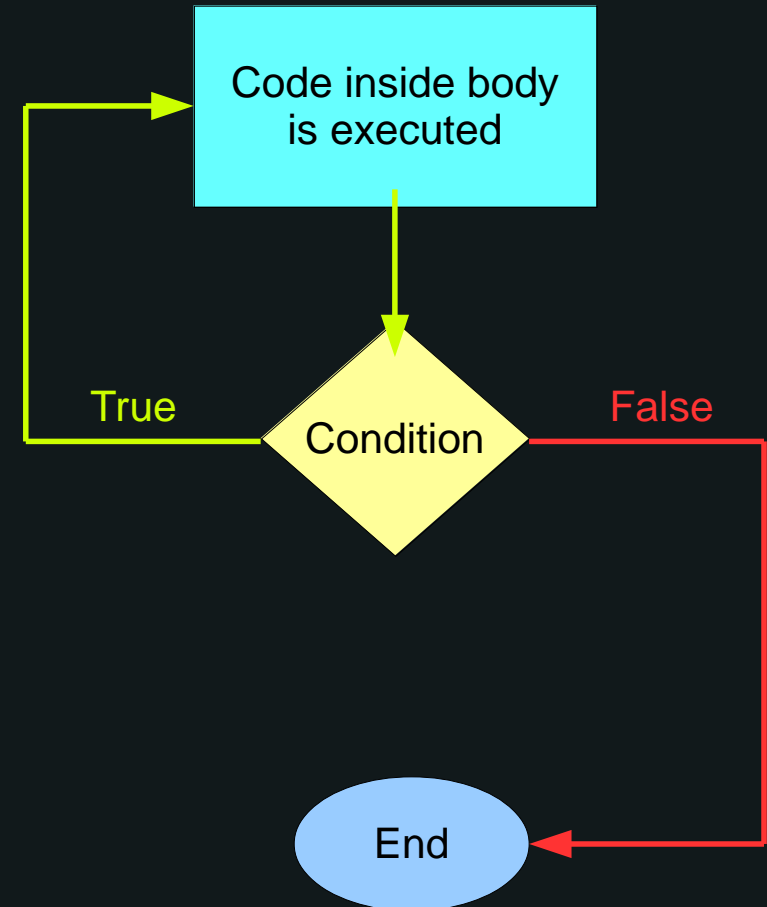 Code inside body
is executed
True
Condition
False
End